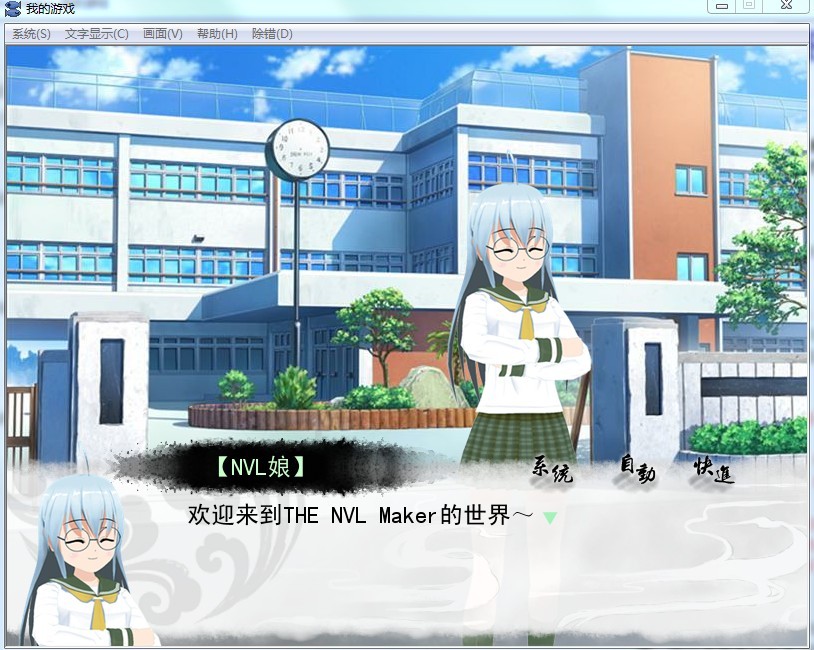 我的游戏
系统(S) 文字显示(C) 画面(V) 帮助(H) 除错(D)
【NVL娘】
系统 自動 快進
欢迎来到THE NVL Maker的世界～